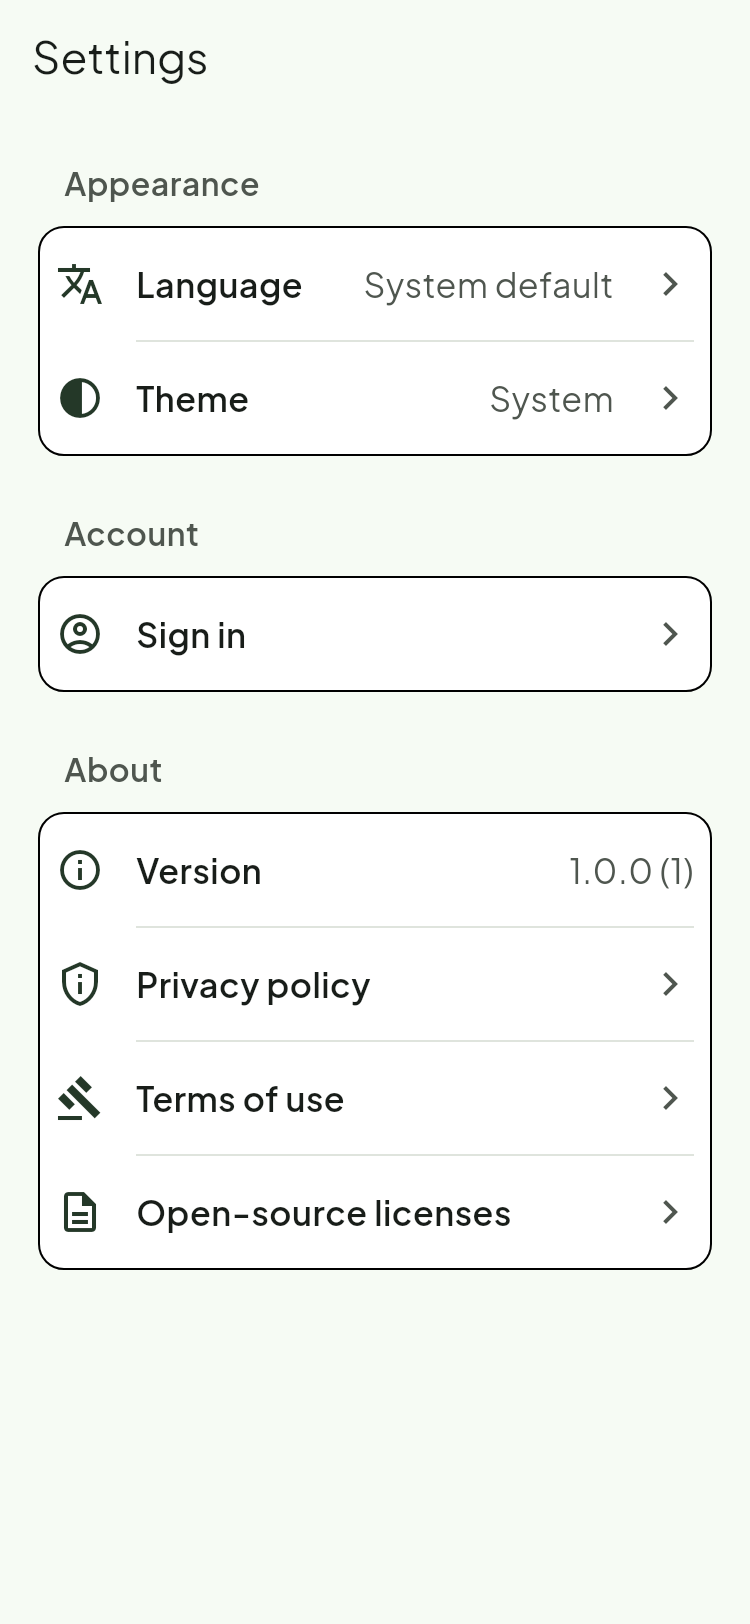 Settings
Appearance
Language System default
Theme System
Account
Sign in
About
Version 1.0.0 (1)
Privacy policy
Terms of use
Open-source licenses